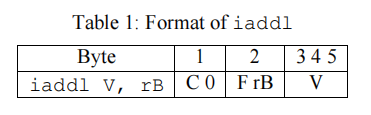 Table 1: Format of iaddl
Byte 1 2 3 4 5
iaddl V, rB C 0 F rB V